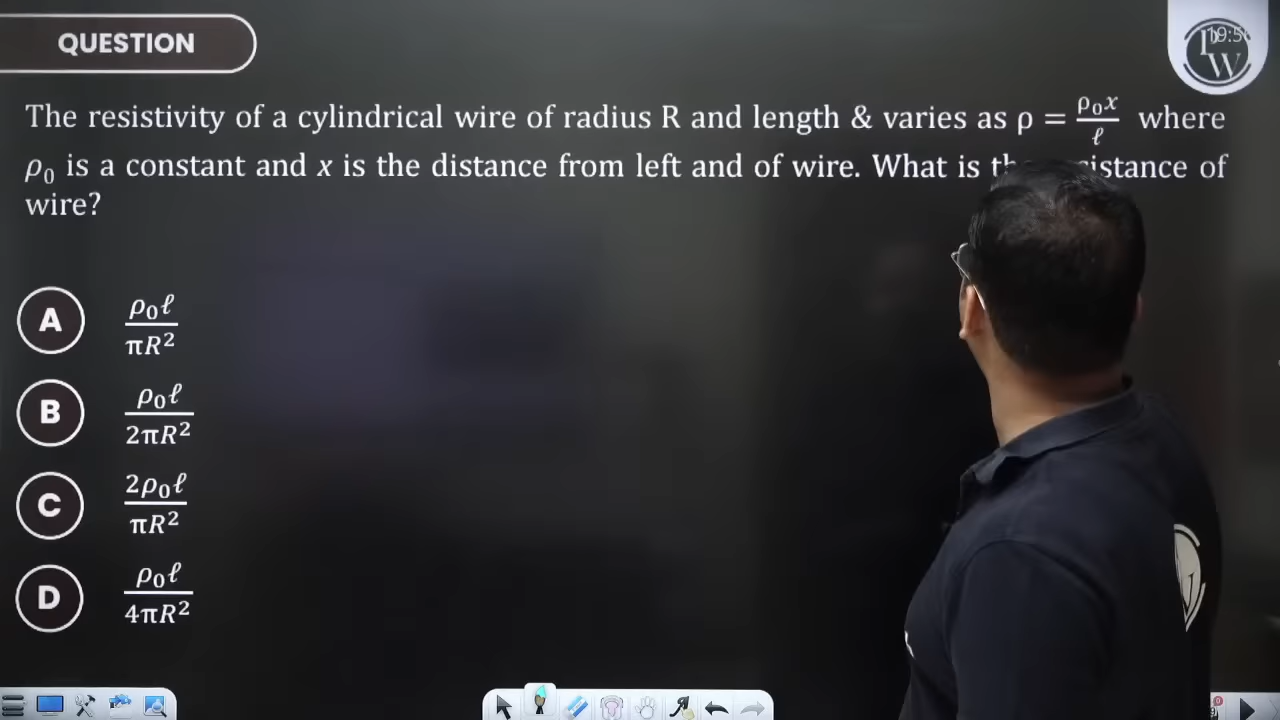 QUESTION
19:5
The resistivity of a cylindrical wire of radius R and length & varies as ρ = ρ₀x/ℓ where
ρ₀ is a constant and x is the distance from left and of wire. What is of
wire?
A ρ₀ℓ/πR²
B ρ₀ℓ/2πR²
C 2ρ₀ℓ/πR²
D ρ₀ℓ/4πR²